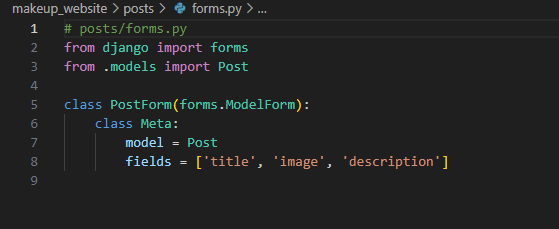 makeup_website > posts > forms.py > ...
1 # posts/forms.py
2 from django import forms
3 from .models import Post
4
5 class PostForm(forms.ModelForm):
6     class Meta:
7         model = Post
8         fields = ['title', 'image', 'description']
9